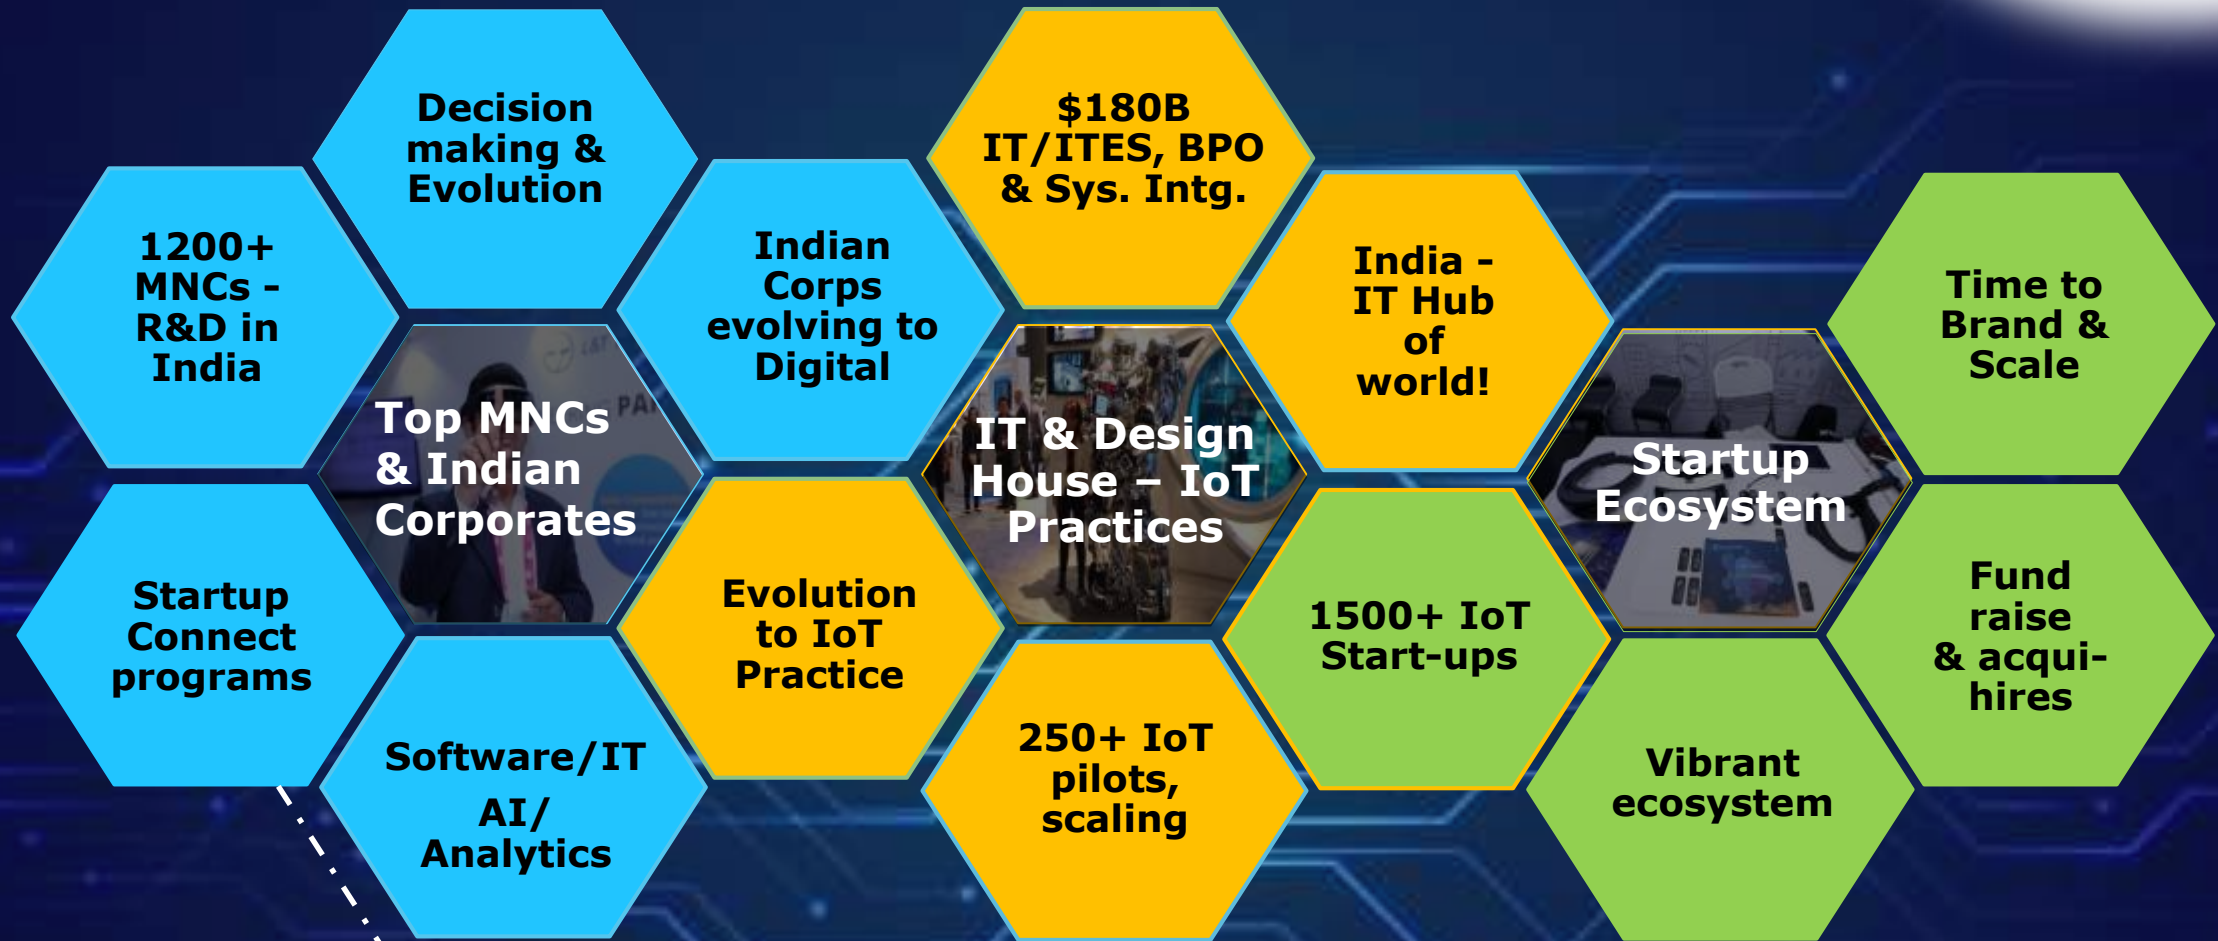 Decision
making &
Evolution
$180B
IT/ITES, BPO
& Sys. Intg.
1200+
MNCs -
R&D in
India
Indian
Corps
evolving to
Digital
India -
IT Hub
of
world!
Time to
Brand &
Scale
Top MNCs
& Indian
Corporates
IT & Design
House – IoT
Practices
Startup
Ecosystem
Startup
Connect
programs
Evolution
to IoT
Practice
1500+ IoT
Start-ups
Fund
raise
& acqui-
hires
Software/IT
AI/
Analytics
250+ IoT
pilots,
scaling
Vibrant
ecosystem